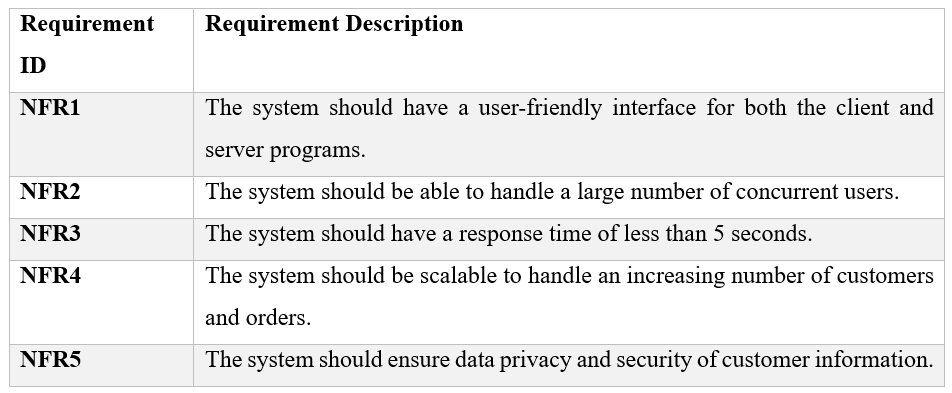 Requirement ID
Requirement Description
NFR1
The system should have a user-friendly interface for both the client and
server programs.
NFR2
The system should be able to handle a large number of concurrent users.
NFR3
The system should have a response time of less than 5 seconds.
NFR4
The system should be scalable to handle an increasing number of customers
and orders.
NFR5
The system should ensure data privacy and security of customer information.